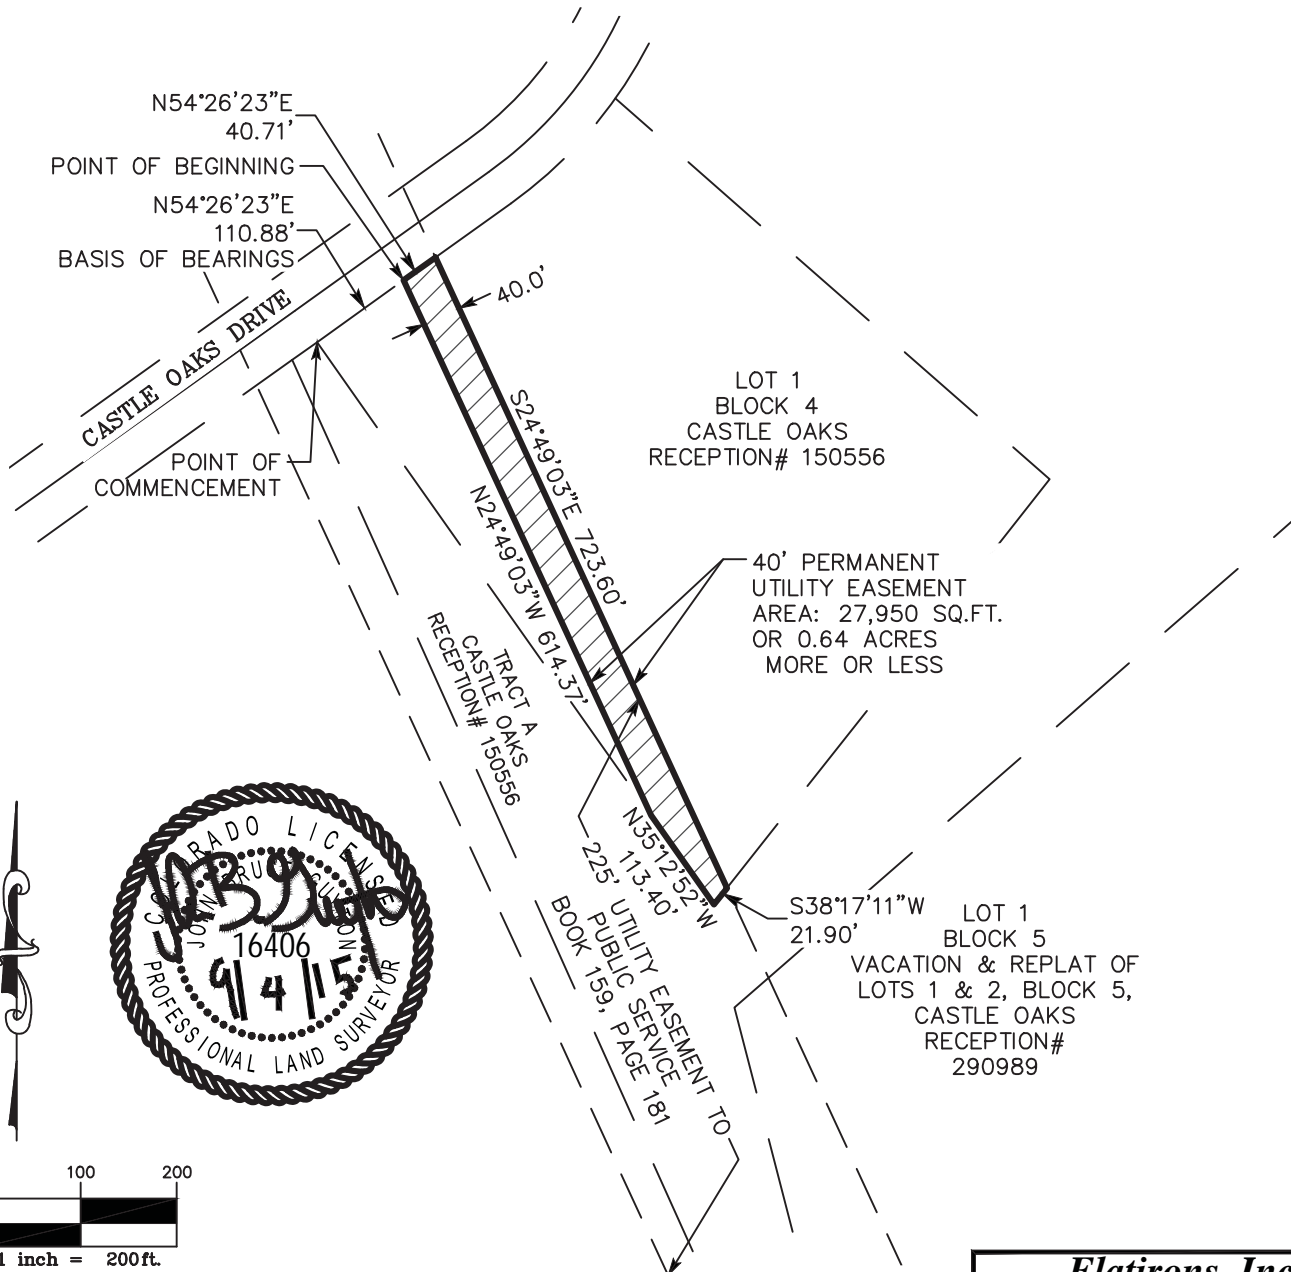 N54°26'23"E
40.71'
POINT OF BEGINNING
N54°26'23"E
110.88'
BASIS OF BEARINGS
CASTLE OAKS DRIVE
40.0'
POINT OF
COMMENCEMENT
S24°49'03"E 723.60'
N24°49'03"W 614.37'
LOT 1
BLOCK 4
CASTLE OAKS
RECEPTION# 150556
40' PERMANENT
UTILITY EASEMENT
AREA: 27,950 SQ.FT.
OR 0.64 ACRES
MORE OR LESS
TRACT A
CASTLE OAKS
RECEPTION# 150556
N35°12'52"W
113.40'
225' UTILITY EASEMENT TO
PUBLIC SERVICE
BOOK 159, PAGE 181
S38°17'11"W
21.90'
LOT 1
BLOCK 5
VACATION & REPLAT OF
LOTS 1 & 2, BLOCK 5,
CASTLE OAKS
RECEPTION#
290989
COLORADO LICENSED
16406
9/4/15
PROFESSIONAL LAND SURVEYOR
100 200
1 inch = 200ft.
Flatirons, Inc